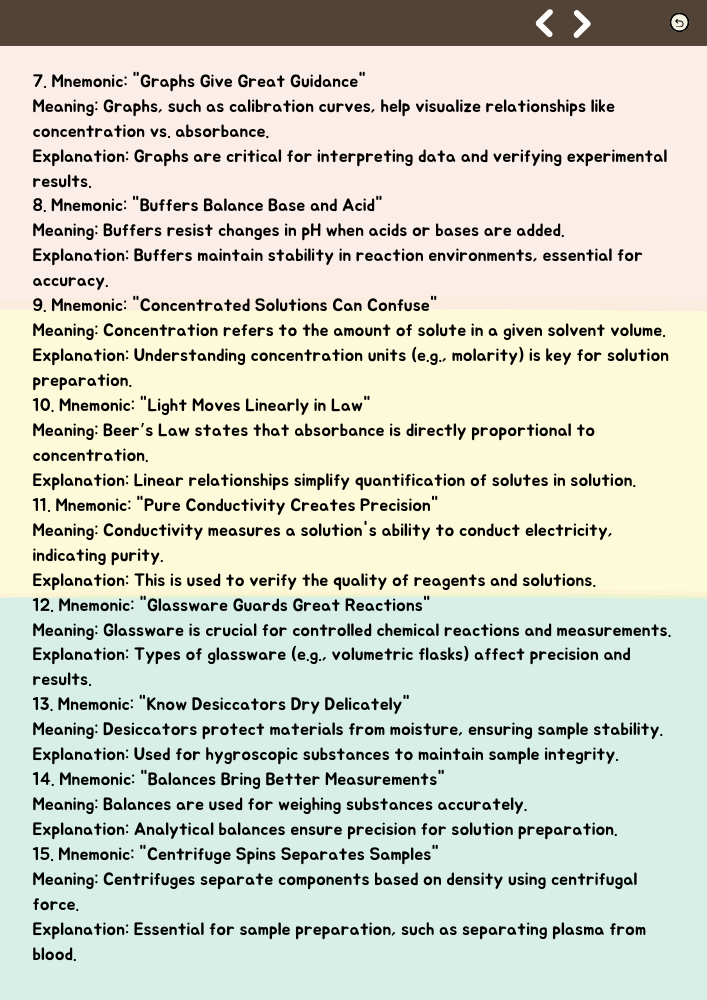 7. Mnemonic: "Graphs Give Great Guidance"
Meaning: Graphs, such as calibration curves, help visualize relationships like
concentration vs. absorbance.
Explanation: Graphs are critical for interpreting data and verifying experimental
results.
8. Mnemonic: "Buffers Balance Base and Acid"
Meaning: Buffers resist changes in pH when acids or bases are added.
Explanation: Buffers maintain stability in reaction environments, essential for
accuracy.
9. Mnemonic: "Concentrated Solutions Can Confuse"
Meaning: Concentration refers to the amount of solute in a given solvent volume.
Explanation: Understanding concentration units (e.g., molarity) is key for solution
preparation.
10. Mnemonic: "Light Moves Linearly in Law"
Meaning: Beer’s Law states that absorbance is directly proportional to
concentration.
Explanation: Linear relationships simplify quantification of solutes in solution.
11. Mnemonic: "Pure Conductivity Creates Precision"
Meaning: Conductivity measures a solution's ability to conduct electricity,
indicating purity.
Explanation: This is used to verify the quality of reagents and solutions.
12. Mnemonic: "Glassware Guards Great Reactions"
Meaning: Glassware is crucial for controlled chemical reactions and measurements.
Explanation: Types of glassware (e.g., volumetric flasks) affect precision and
results.
13. Mnemonic: "Know Desiccators Dry Delicately"
Meaning: Desiccators protect materials from moisture, ensuring sample stability.
Explanation: Used for hygroscopic substances to maintain sample integrity.
14. Mnemonic: "Balances Bring Better Measurements"
Meaning: Balances are used for weighing substances accurately.
Explanation: Analytical balances ensure precision for solution preparation.
15. Mnemonic: "Centrifuge Spins Separates Samples"
Meaning: Centrifuges separate components based on density using centrifugal
force.
Explanation: Essential for sample preparation, such as separating plasma from
blood.